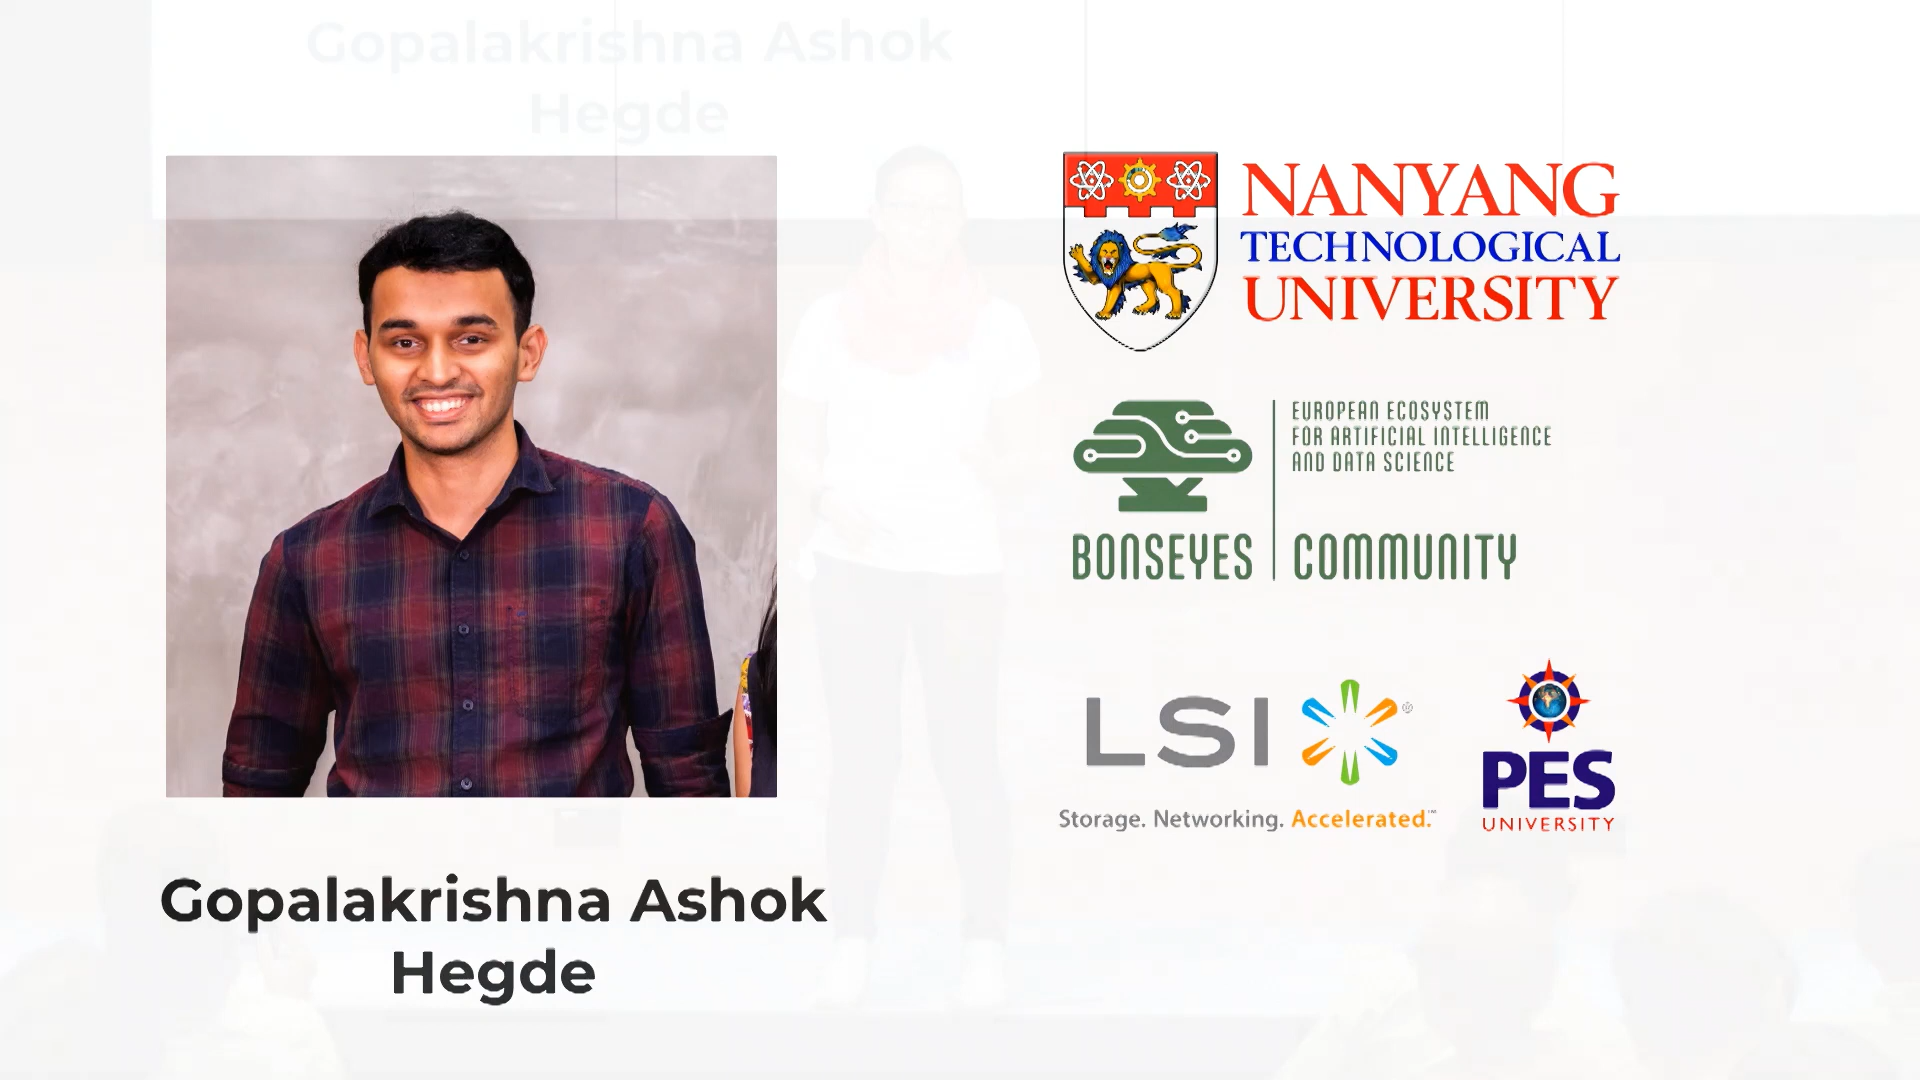 Gopalakrishna Ashok
Hegde
NANYANG
TECHNOLOGICAL
UNIVERSITY
EUROPEAN ECOSYSTEM
FOR ARTIFICIAL INTELLIGENCE
AND DATA SCIENCE
BONSEYES COMMUNITY
LSI ®
Storage. Networking. Accelerated.™
PES
UNIVERSITY
Gopalakrishna Ashok
Hegde